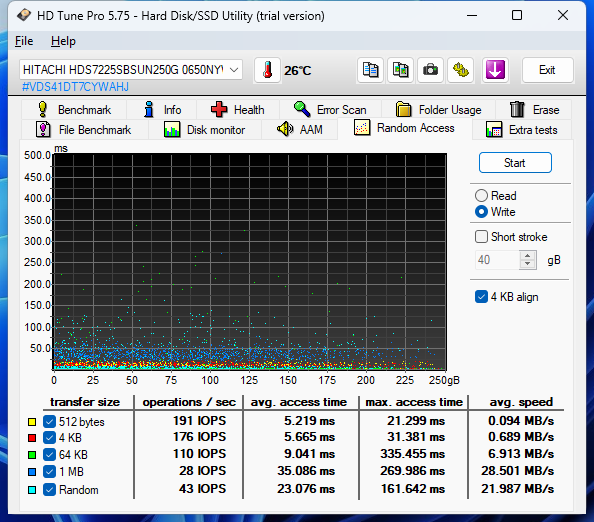 HD Tune Pro 5.75 - Hard Disk/SSD Utility (trial version)
File Help
HITACHI HDS7225SBSUN250G 0650NY 26°C Exit
#VDS41DT7CYWAHJ
Benchmark Info Health Error Scan Folder Usage Erase
File Benchmark Disk monitor AAM Random Access Extra tests
ms
500.0
450.0
400.0
350.0
300.0
250.0
200.0
150.0
100.0
50.0
0 25 50 75 100 125 150 175 200 225 250gB
Start
Read
Write
Short stroke
40 gB
4 KB align
transfer size operations / sec avg. access time max. access time avg. speed
512 bytes 191 IOPS 5.219 ms 21.299 ms 0.094 MB/s
4 KB 176 IOPS 5.665 ms 31.381 ms 0.689 MB/s
64 KB 110 IOPS 9.041 ms 335.455 ms 6.913 MB/s
1 MB 28 IOPS 35.086 ms 269.986 ms 28.501 MB/s
Random 43 IOPS 23.076 ms 161.642 ms 21.987 MB/s